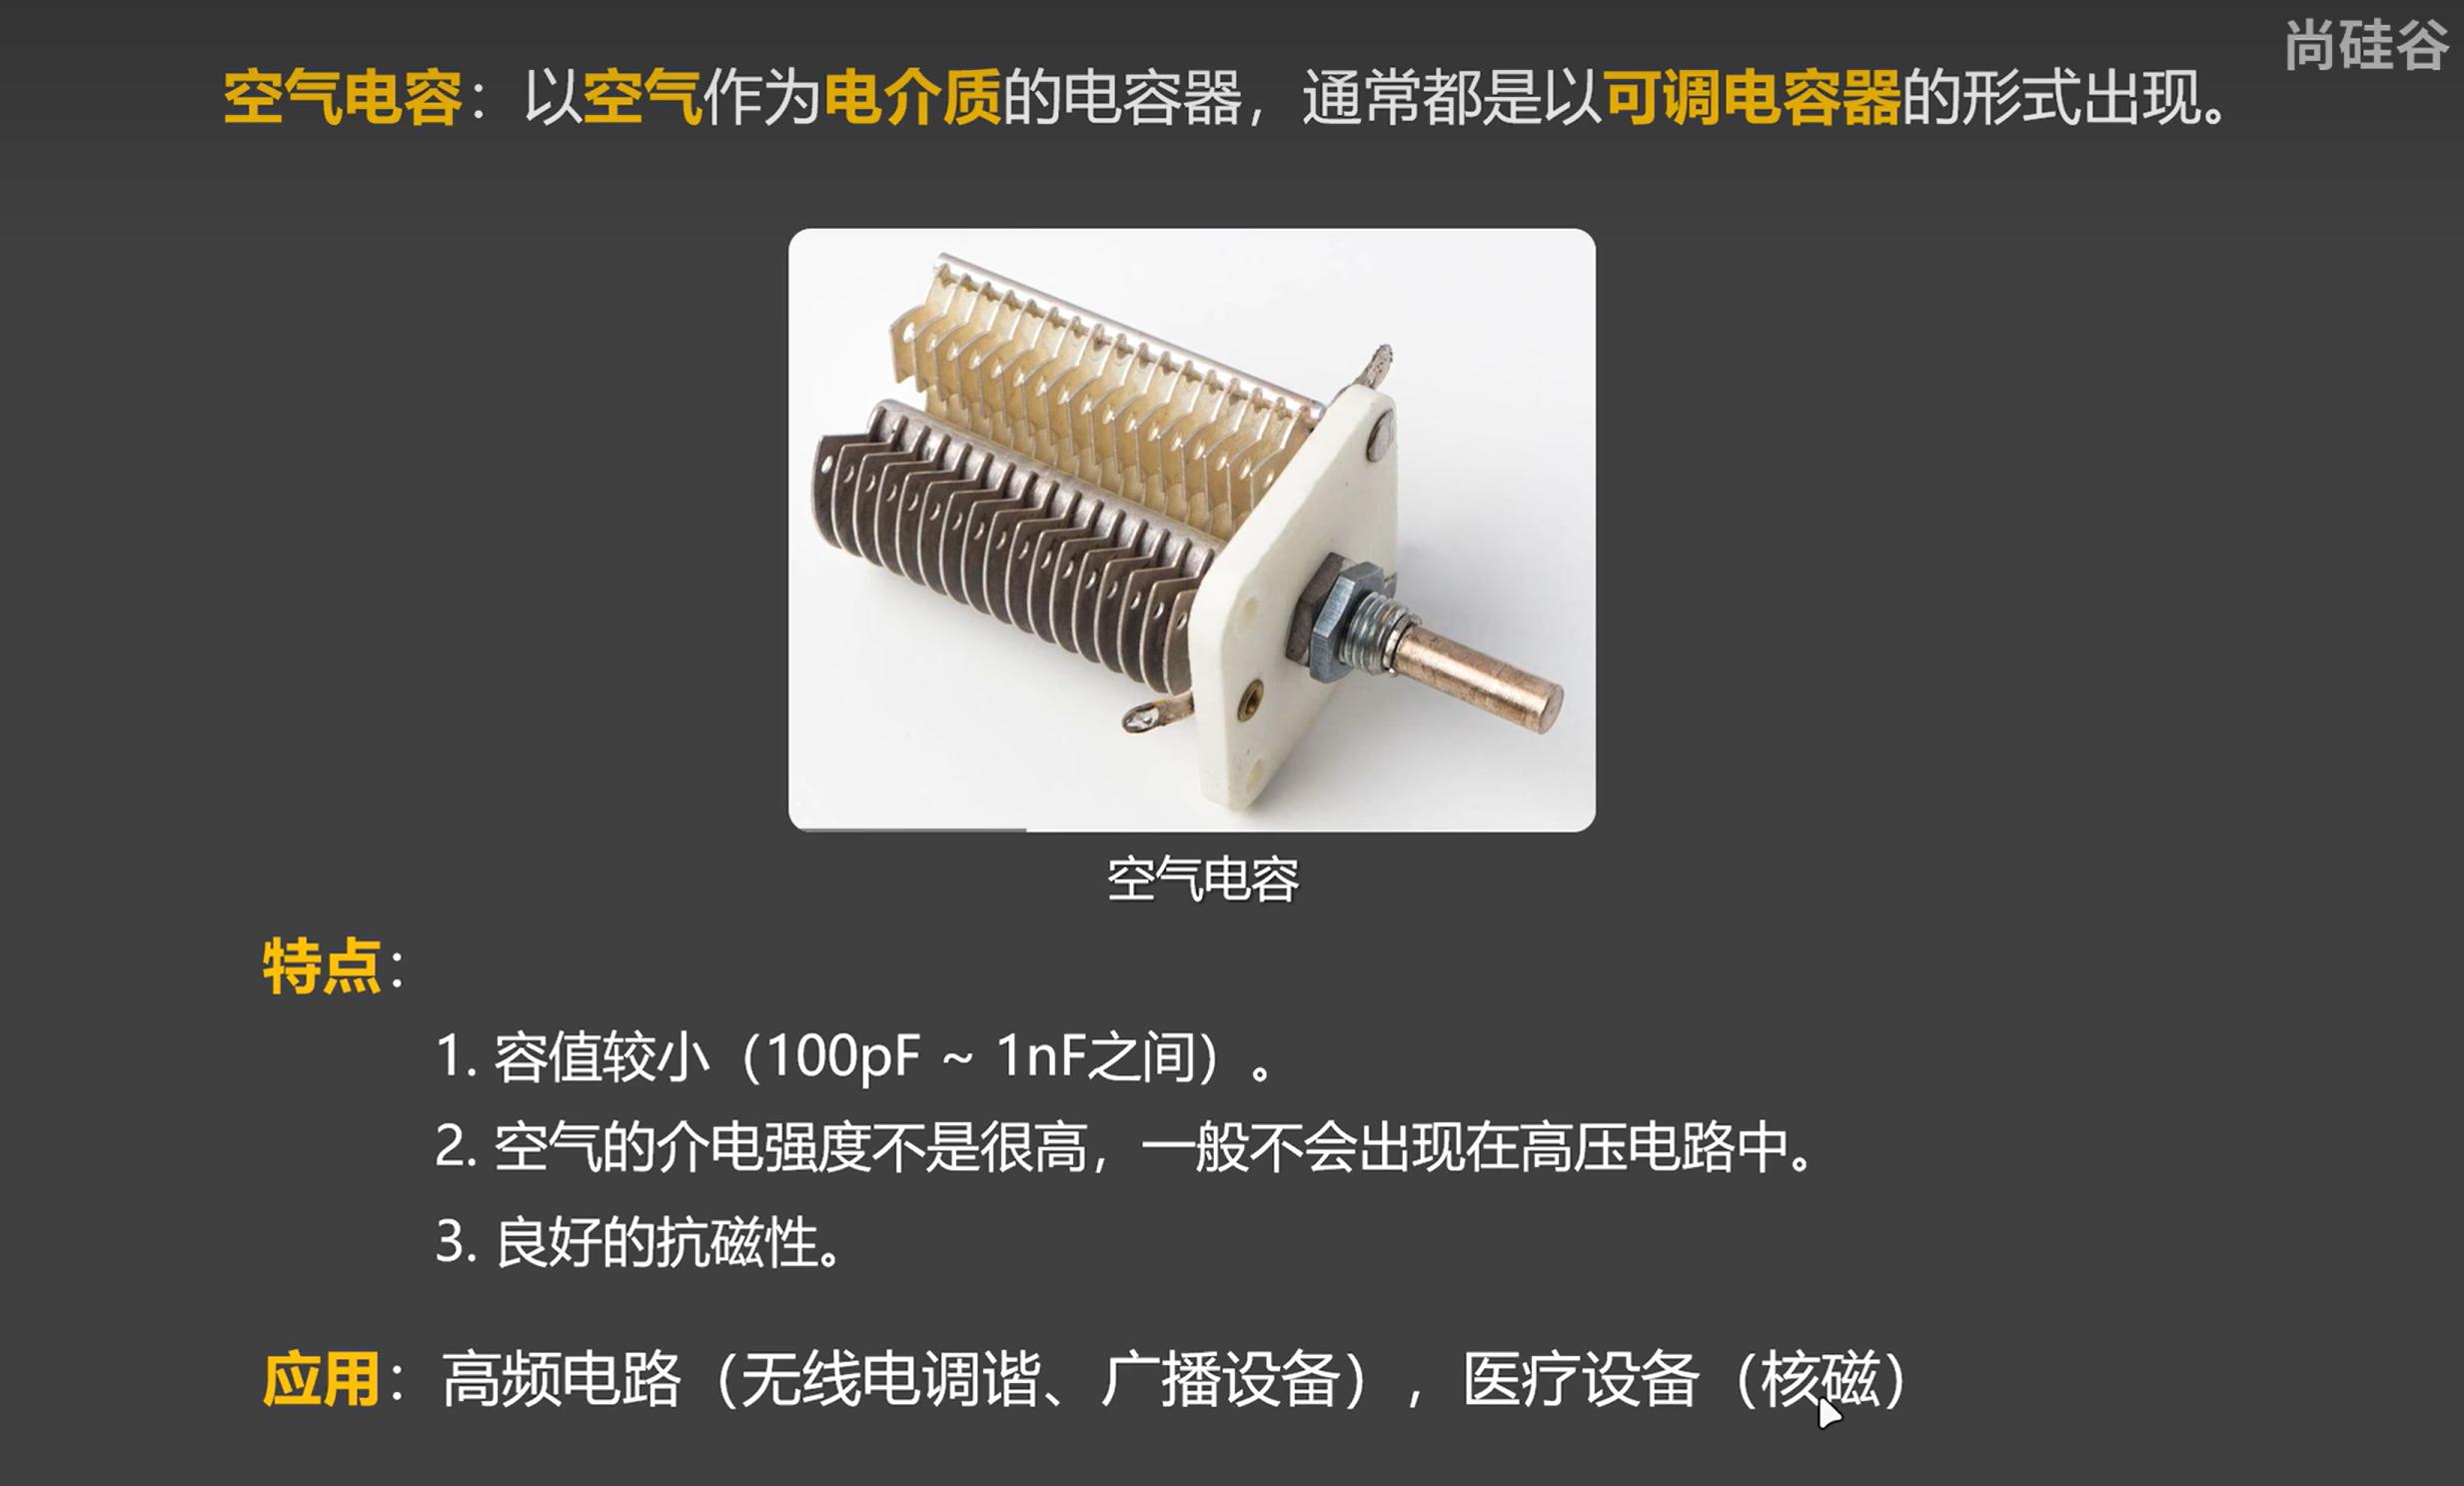 尚硅谷
空气电容：以空气作为电介质的电容器，通常都是以可调电容器的形式出现。
空气电容
特点：
1. 容值较小（100pF ~ 1nF之间）。
2. 空气的介电强度不是很高，一般不会出现在高压电路中。
3. 良好的抗磁性。
应用：高频电路（无线电调谐、广播设备），医疗设备（核磁）